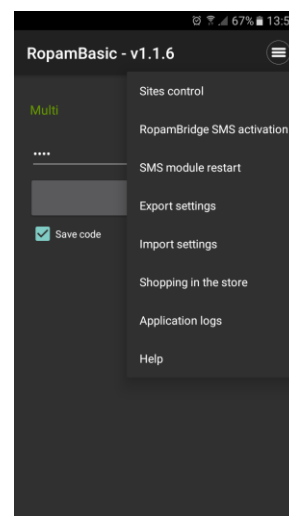 67% 13:5
RopamBasic - v1.1.6
Sites control
Multi
RopamBridge SMS activation
....
SMS module restart
Export settings
Save code
Import settings
Shopping in the store
Application logs
Help